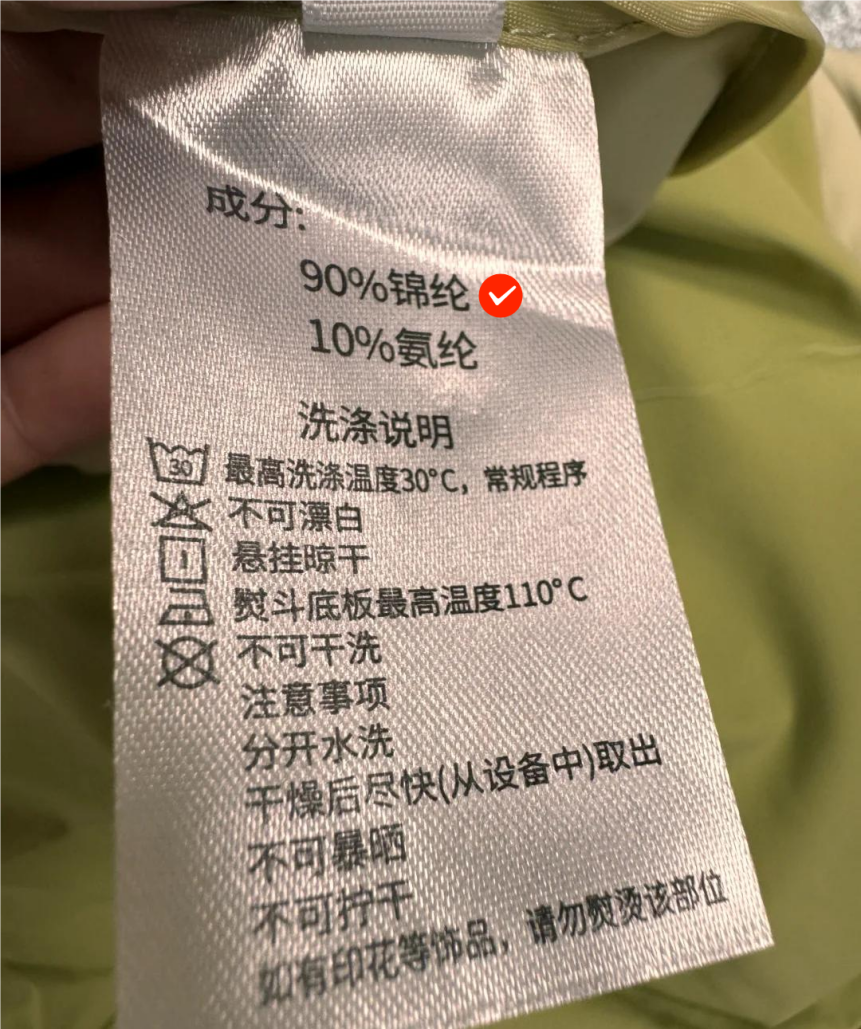 成分:
90%锦纶
10%氨纶
洗涤说明
30 最高洗涤温度30°C，常规程序
不可漂白
悬挂晾干
熨斗底板最高温度110°C
不可干洗
注意事项
分开水洗
干燥后尽快(从设备中)取出
不可暴晒
不可拧干
如有印花等饰品，请勿熨烫该部位